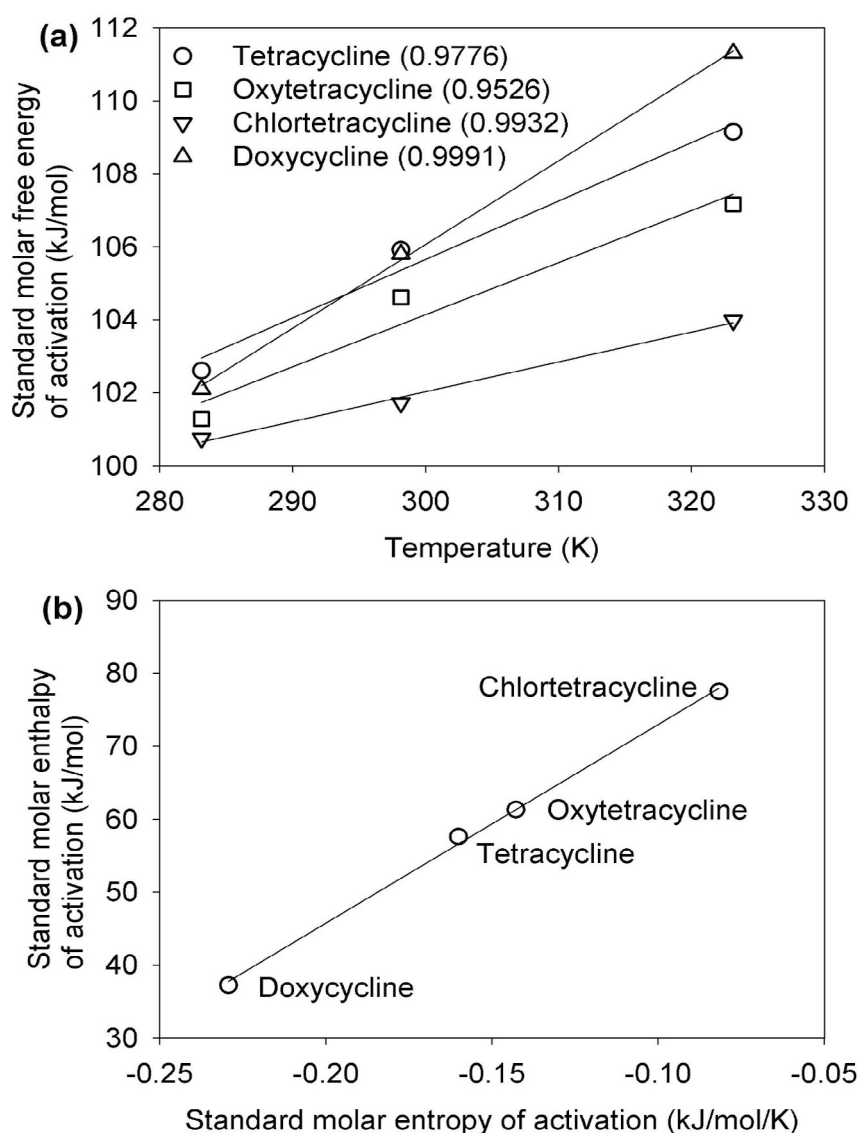 (a)
Tetracycline (0.9776)
Oxytetracycline (0.9526)
Chlortetracycline (0.9932)
Doxycycline (0.9991)
Standard molar free energy
of activation (kJ/mol)
112
110
108
106
104
102
100
280
290
300
310
320
330
Temperature (K)
(b)
Standard molar enthalpy
of activation (kJ/mol)
90
80
70
60
50
40
30
Chlortetracycline
Oxytetracycline
Tetracycline
Doxycycline
-0.25
-0.20
-0.15
-0.10
-0.05
Standard molar entropy of activation (kJ/mol/K)